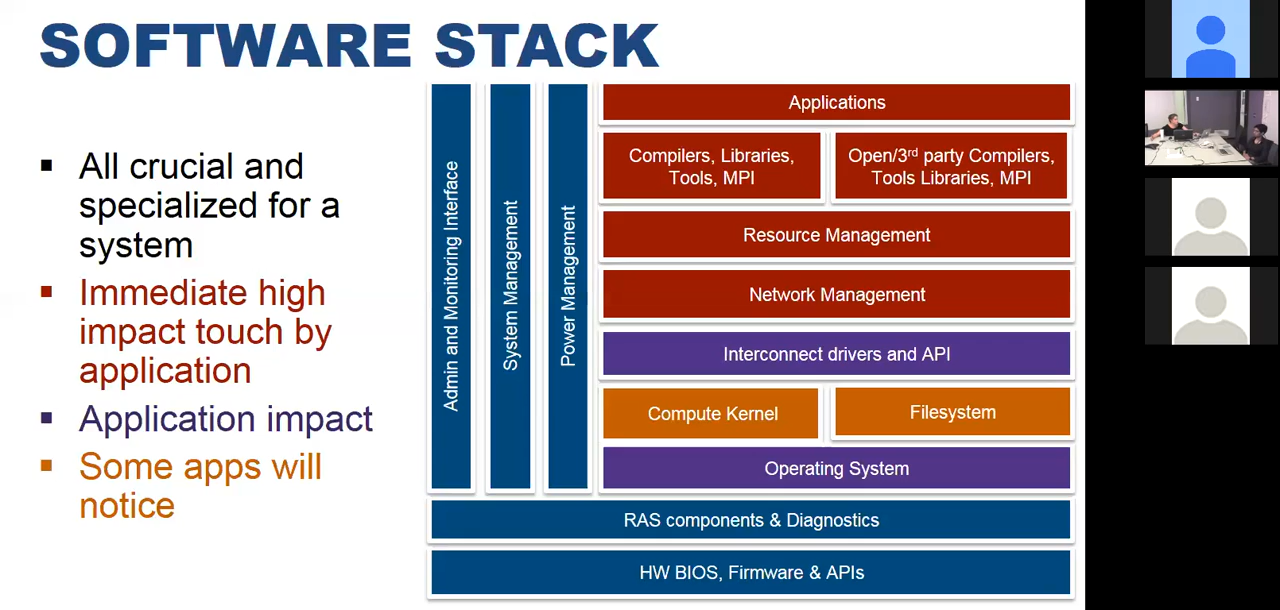 SOFTWARE STACK
▪ All crucial and
specialized for a
system
▪ Immediate high
impact touch by
application
▪ Application impact
▪ Some apps will
notice
Admin and Monitoring Interface
System Management
Power Management
Applications
Compilers, Libraries,
Tools, MPI
Open/3rd party Compilers,
Tools Libraries, MPI
Resource Management
Network Management
Interconnect drivers and API
Compute Kernel
Filesystem
Operating System
RAS components & Diagnostics
HW BIOS, Firmware & APIs